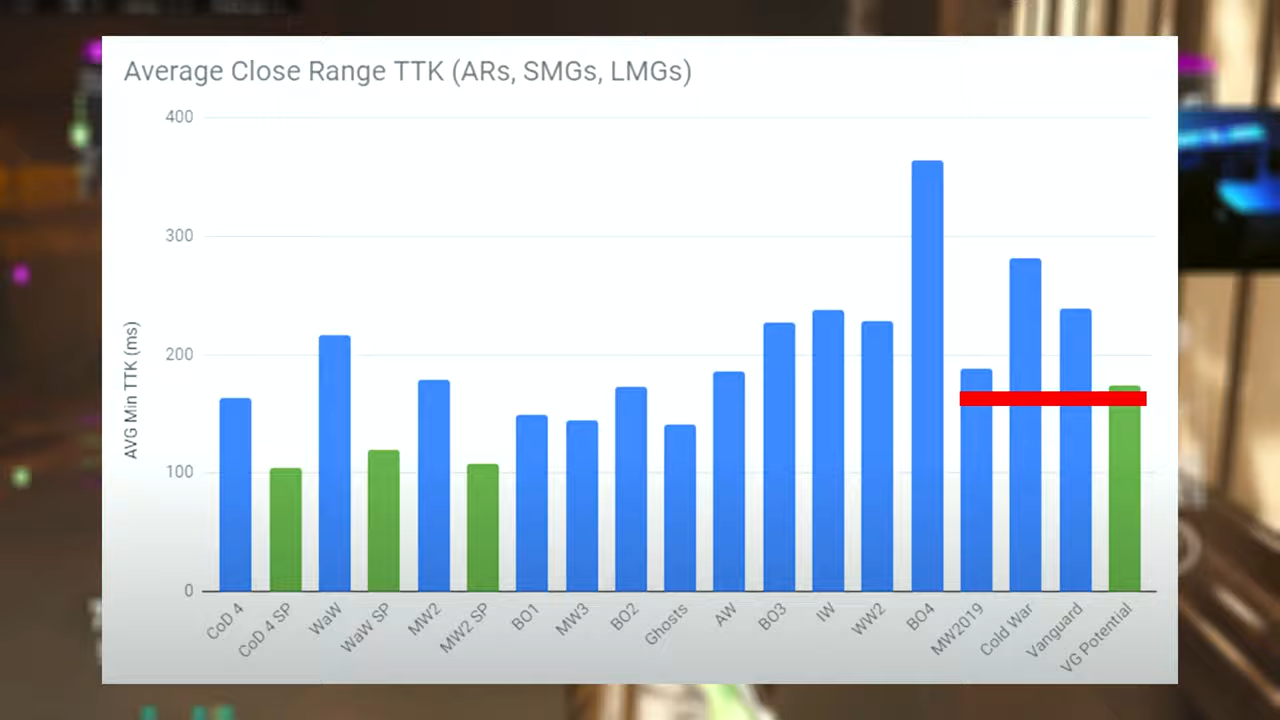 Average Close Range TTK (ARs, SMGs, LMGs)
400
300
200
100
0
AVG Min TTK (ms)
CoD 4
CoD 4 SP
WaW
WaW SP
MW2
MW2 SP
BO1
MW3
BO2
Ghosts
AW
BO3
IW
WW2
BO4
MW2019
Cold War
Vanguard
VG Potential